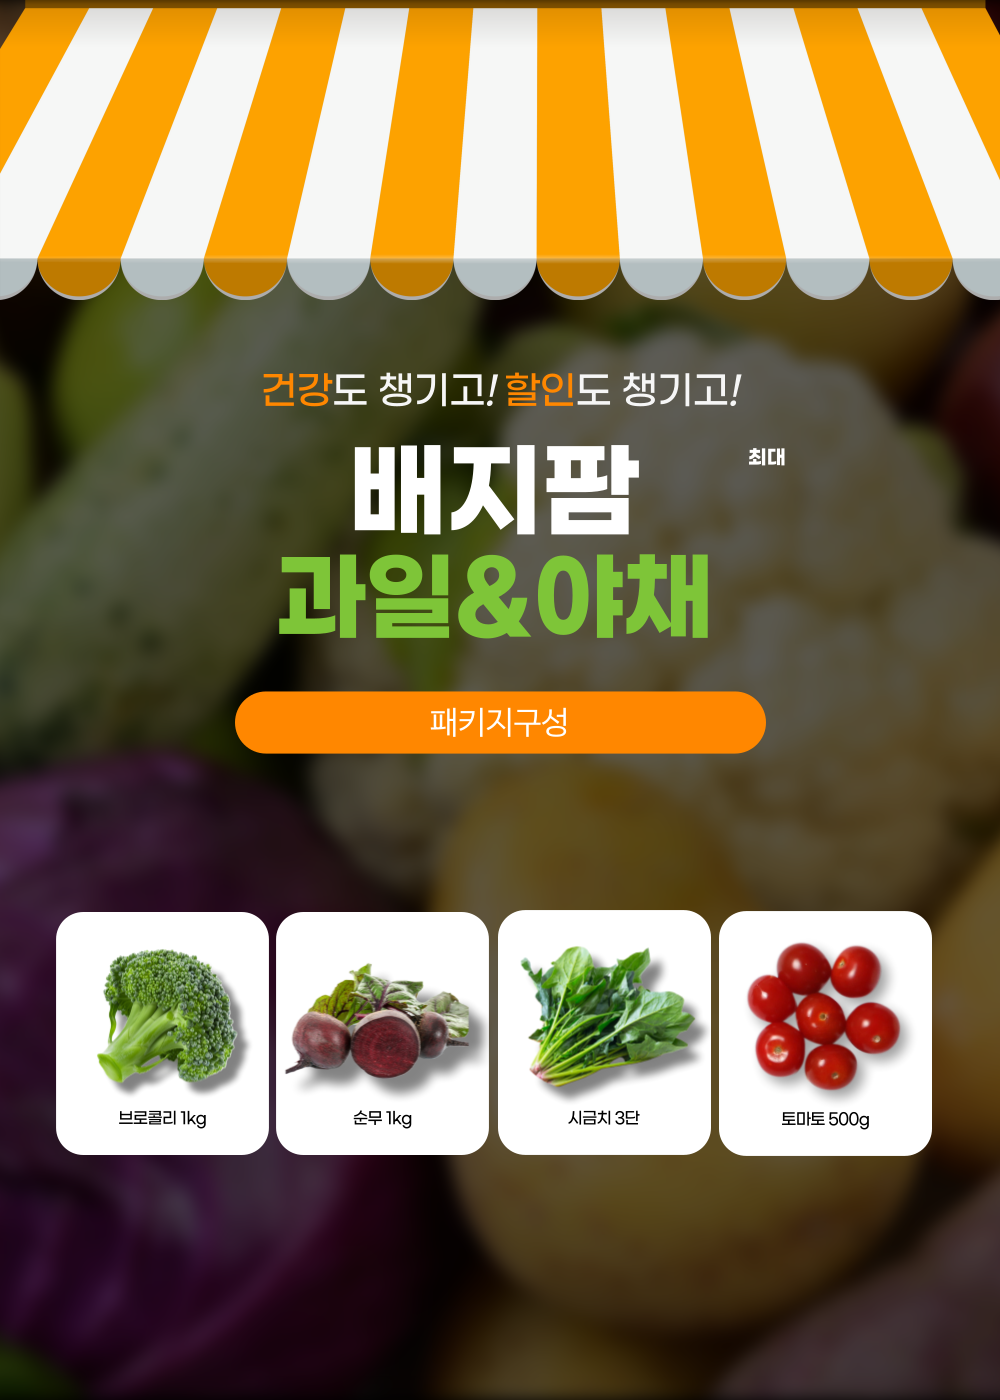 건강도 챙기고! 할인도 챙기고!
배지팜
최대
과일&야채
패키지구성
브로콜리 1kg
순무 1kg
시금치 3단
토마토 500g